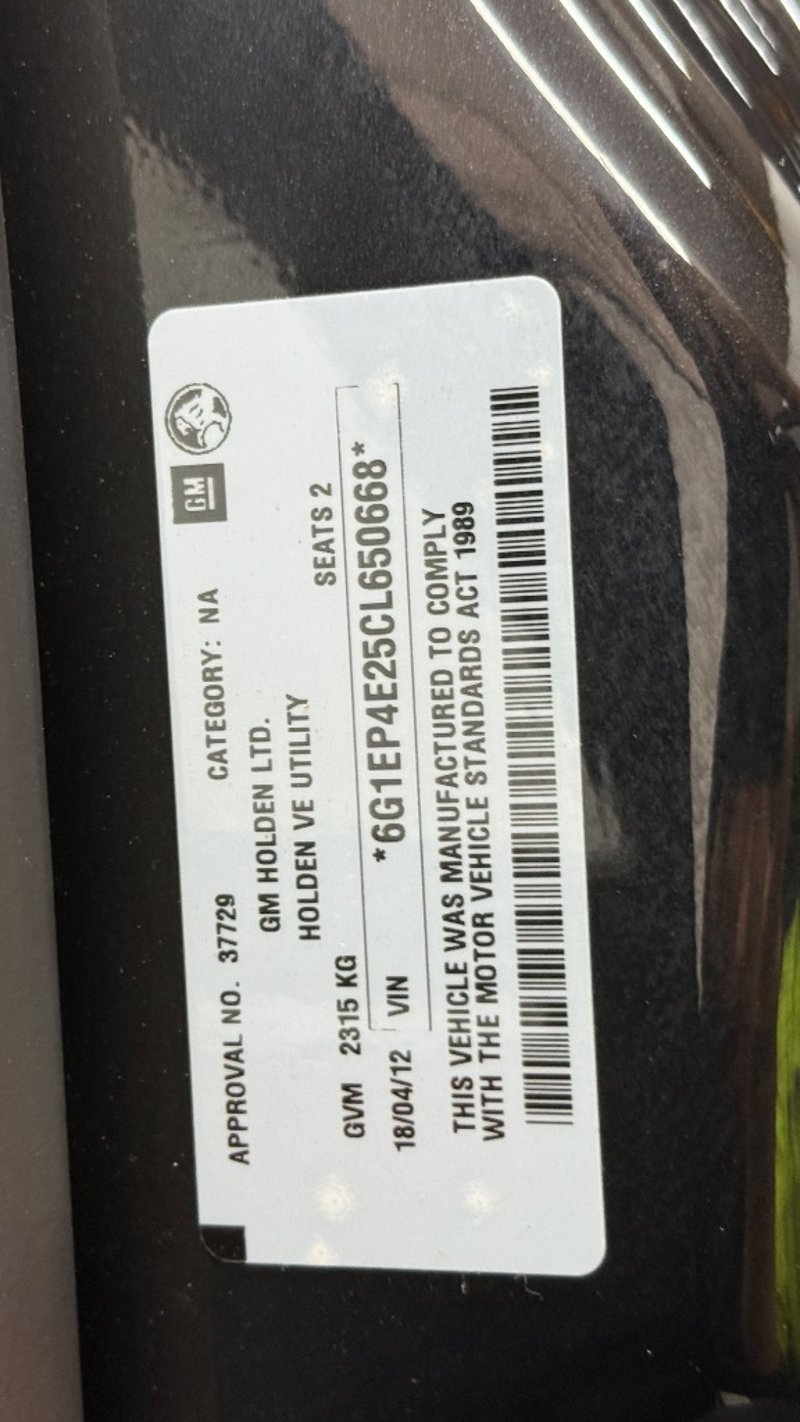 GM
APPROVAL NO. 37729 CATEGORY: NA
GM HOLDEN LTD.
HOLDEN VE UTILITY
GVM 2315 KG SEATS 2
18/04/12 VIN *6G1EP4E25CL650668*
THIS VEHICLE WAS MANUFACTURED TO COMPLY
WITH THE MOTOR VEHICLE STANDARDS ACT 1989